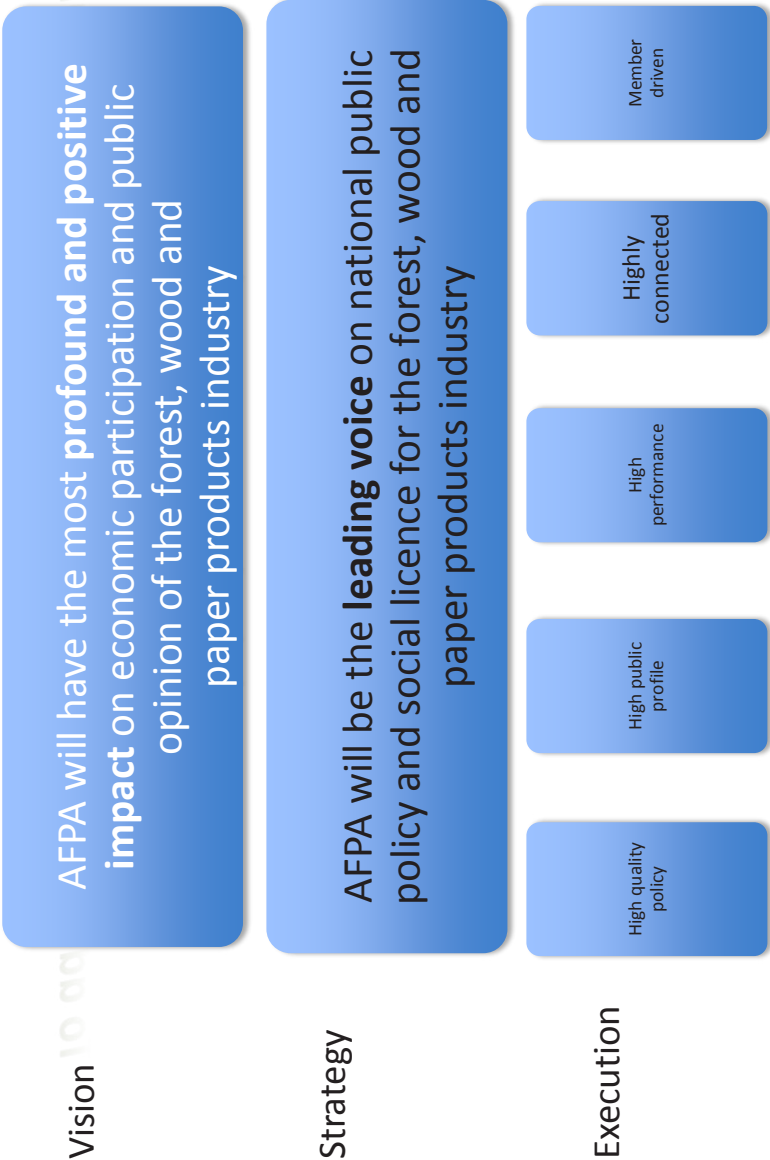 Vision
AFPA will have the most profound and positive
impact on economic participation and public
opinion of the forest, wood and
paper products industry
Strategy
AFPA will be the leading voice on national public
policy and social licence for the forest, wood and
paper products industry
Execution
High quality
policy
High public
profile
High
performance
Highly
connected
Member
driven